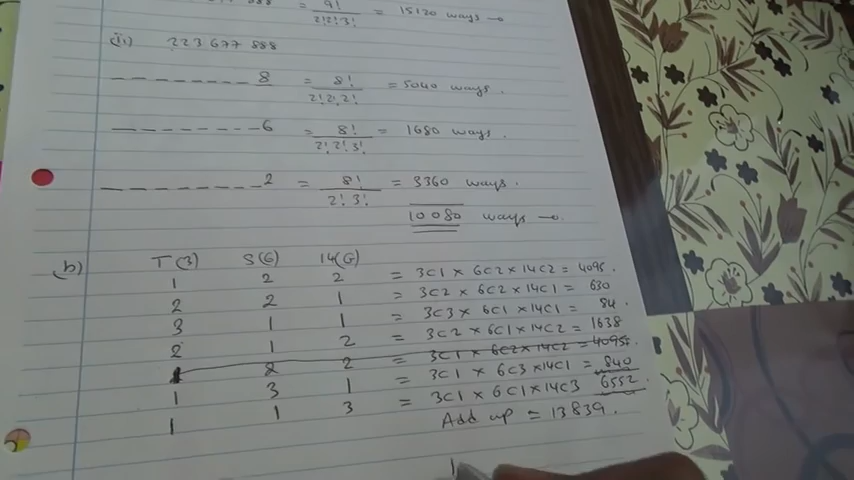 888 = 9! / 2!2!3! = 15120 ways
(ii) 223677888
8 = 8! / 2!2!2! = 5040 ways.
6 = 8! / 2!2!3! = 1680 ways.
2 = 8! / 2!3! = 3360 ways.
10080 ways
(b) T(3) S(6) 14(G)
1 2 2 = 3C1 × 6C2 × 14C2 = 4095.
2 2 1 = 3C2 × 6C2 × 14C1 = 630
3 1 1 = 3C3 × 6C1 × 14C1 = 84.
2 1 2 = 3C2 × 6C1 × 14C2 = 1638
1 2 2 = 3C1 × 6C2 × 14C2 = 4095.
1 3 1 = 3C1 × 6C3 × 14C1 = 840
1 1 3 = 3C1 × 6C1 × 14C3 6552.
Add up = 13839.